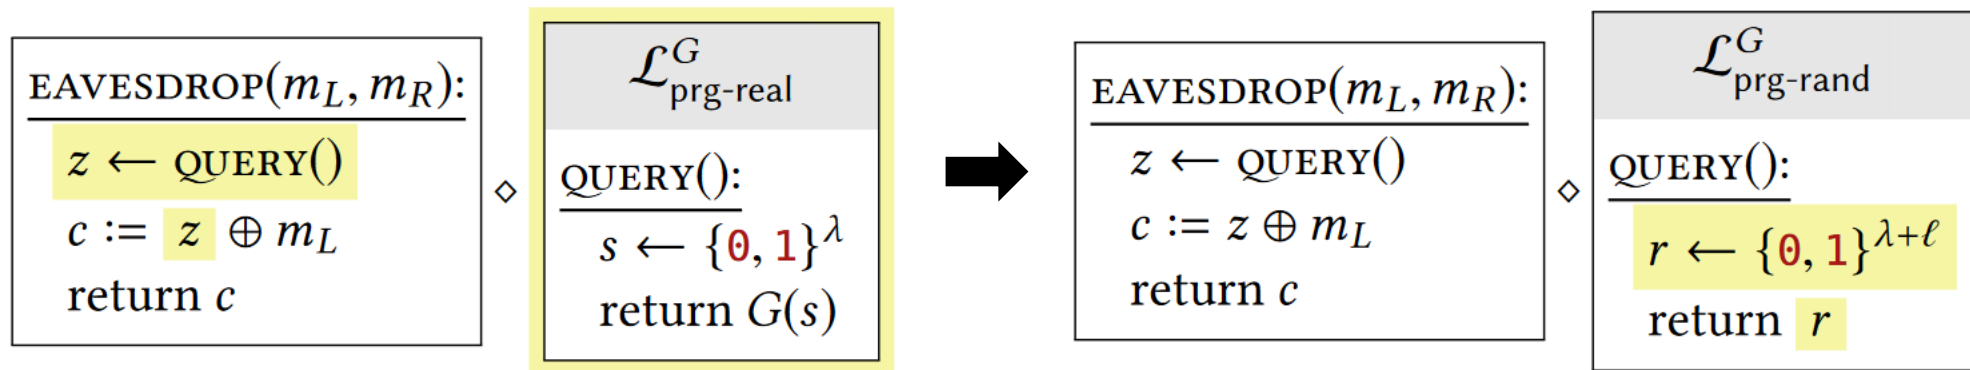 EAVESDROP(m_L, m_R):
z ← QUERY()
c := z ⊕ m_L
return c
⋄
ℒ^G_prg-real
QUERY():
s ← {0, 1}^λ
return G(s)
EAVESDROP(m_L, m_R):
z ← QUERY()
c := z ⊕ m_L
return c
⋄
ℒ^G_prg-rand
QUERY():
r ← {0, 1}^{λ+ℓ}
return r